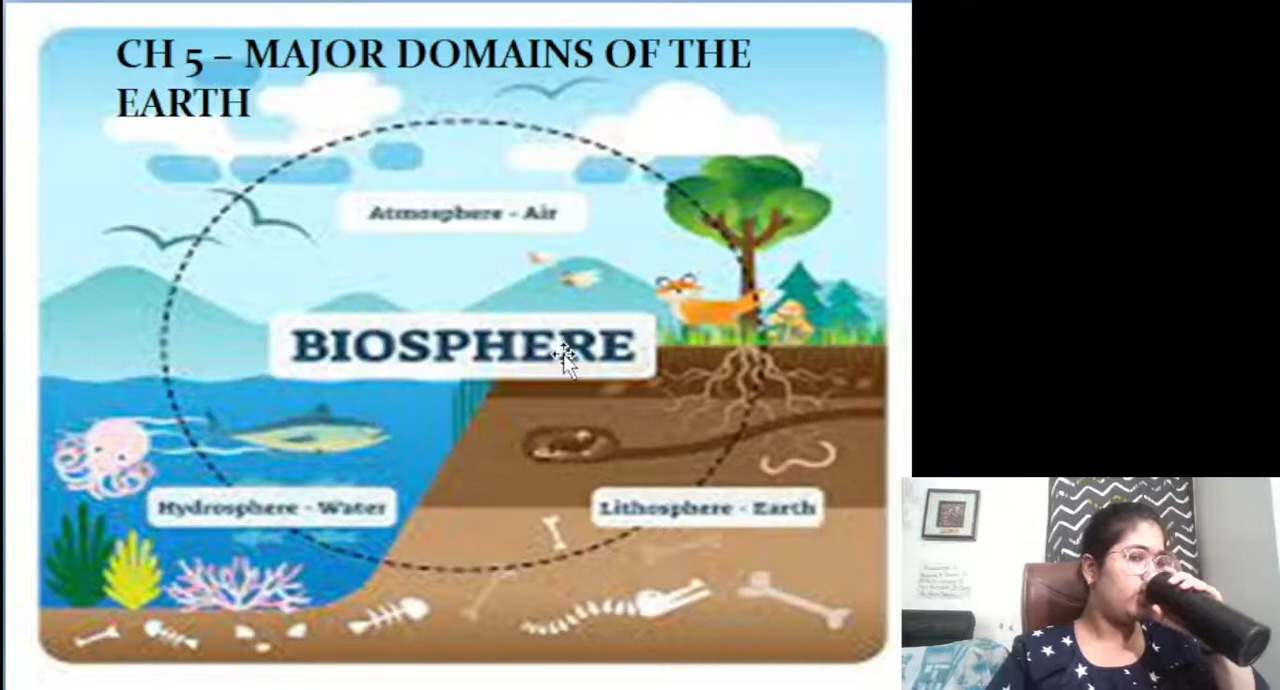 CH 5 – MAJOR DOMAINS OF THE
EARTH
Atmosphere - Air
BIOSPHERE
Hydrosphere - Water
Lithosphere - Earth